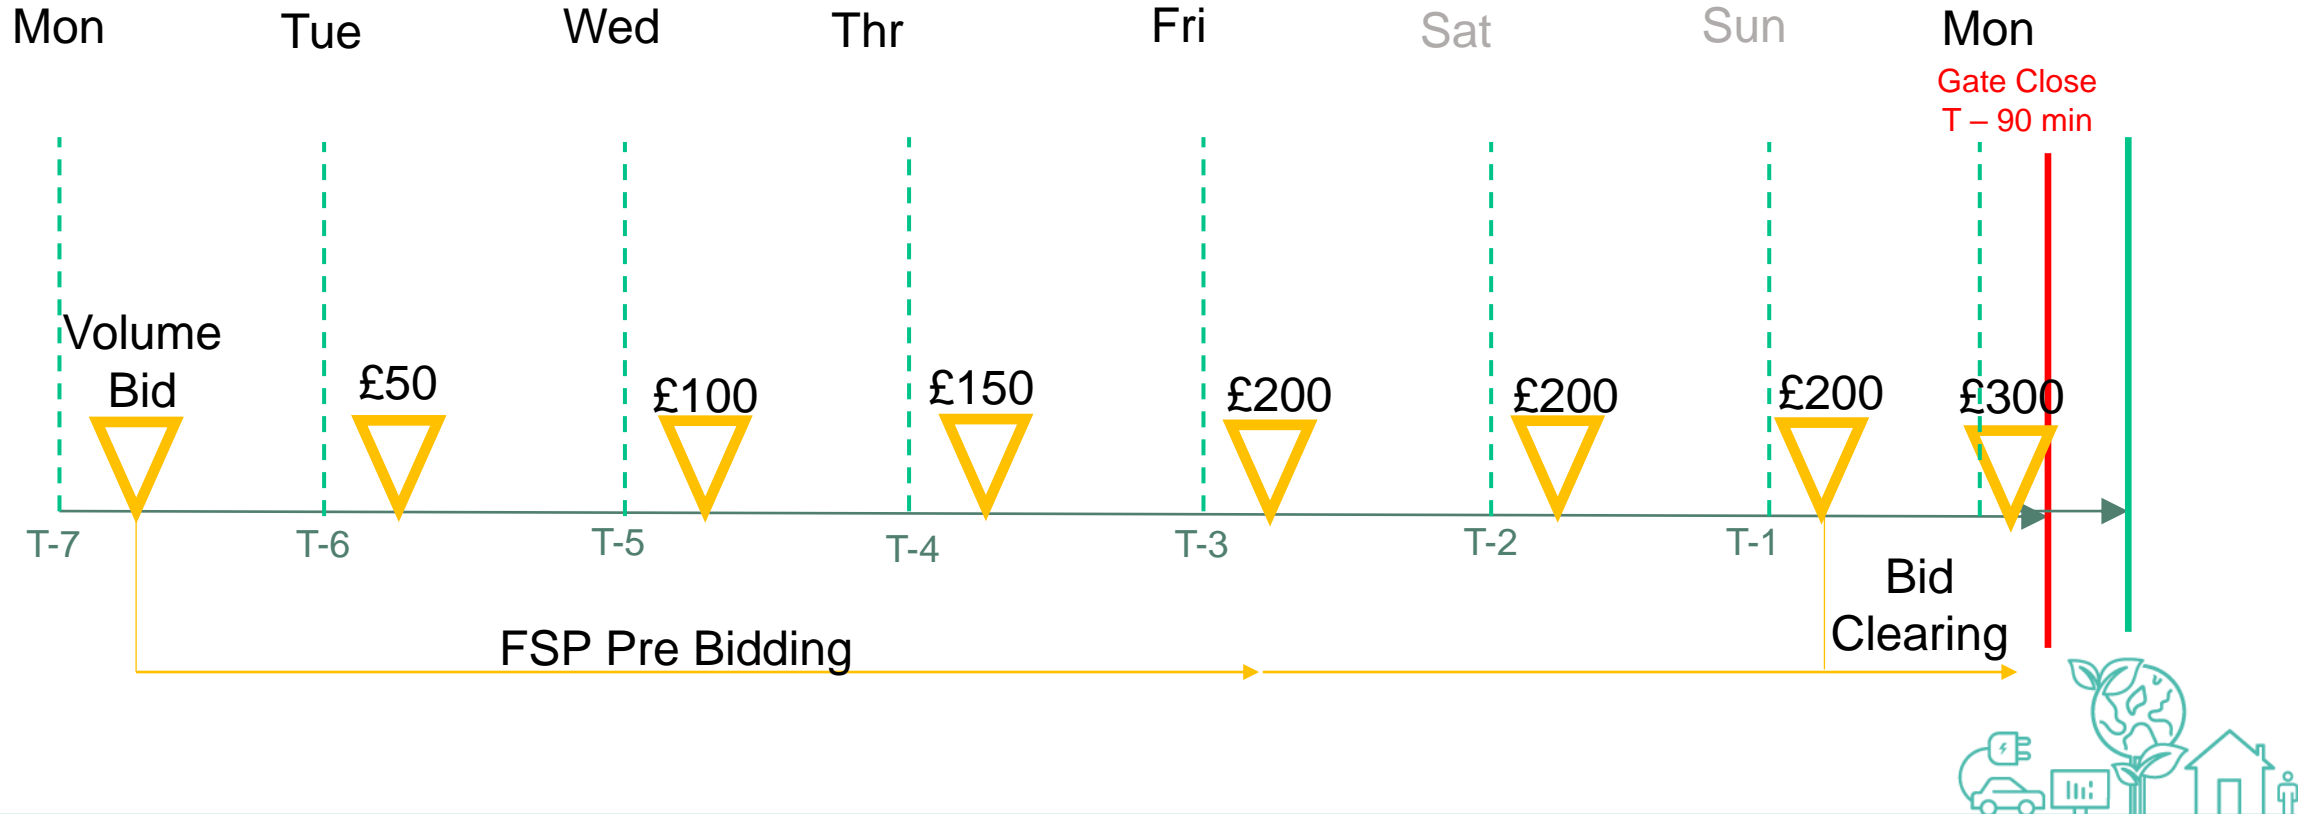 Mon
Tue
Wed
Thr
Fri
Sat
Sun
Mon
Gate Close
T – 90 min
Volume
Bid
£50
£100
£150
£200
£200
£200
£300
T-7
T-6
T-5
T-4
T-3
T-2
T-1
Bid
Clearing
FSP Pre Bidding